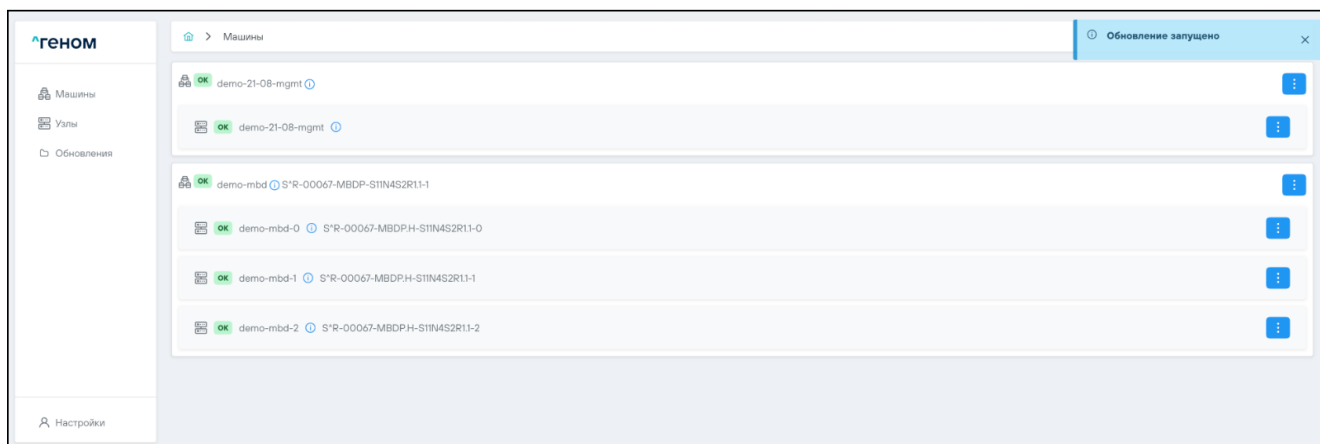 ^геном
Машины
Обновление запущено
Машины
Узлы
Обновления
OK demo-21-08-mgmt
OK demo-21-08-mgmt
OK demo-mbd S^R-00067-MBDP-S11N4S2R1.1-1
OK demo-mbd-0 S^R-00067-MBDP.H-S11N4S2R1.1-0
OK demo-mbd-1 S^R-00067-MBDP.H-S11N4S2R1.1-1
OK demo-mbd-2 S^R-00067-MBDP.H-S11N4S2R1.1-2
Настройки